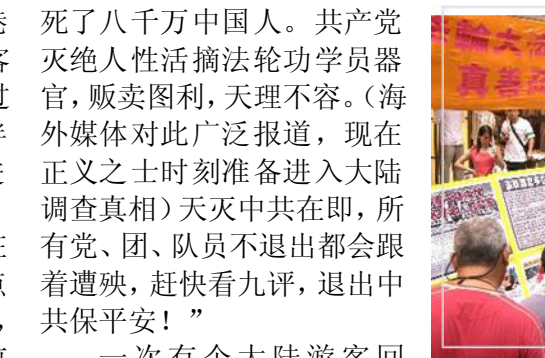 死了八千万中国人。共产党
灭绝人性活摘法轮功学员器
官,贩卖图利,天理不容。(海
外媒体对此广泛报道，现在
正义之士时刻准备进入大陆
调查真相)天灭中共在即,所
有党、团、队员不退出都会跟
着遭殃,赶快看九评,退出中
共保平安！”
一次有个大陆游客回
輪大法
真善